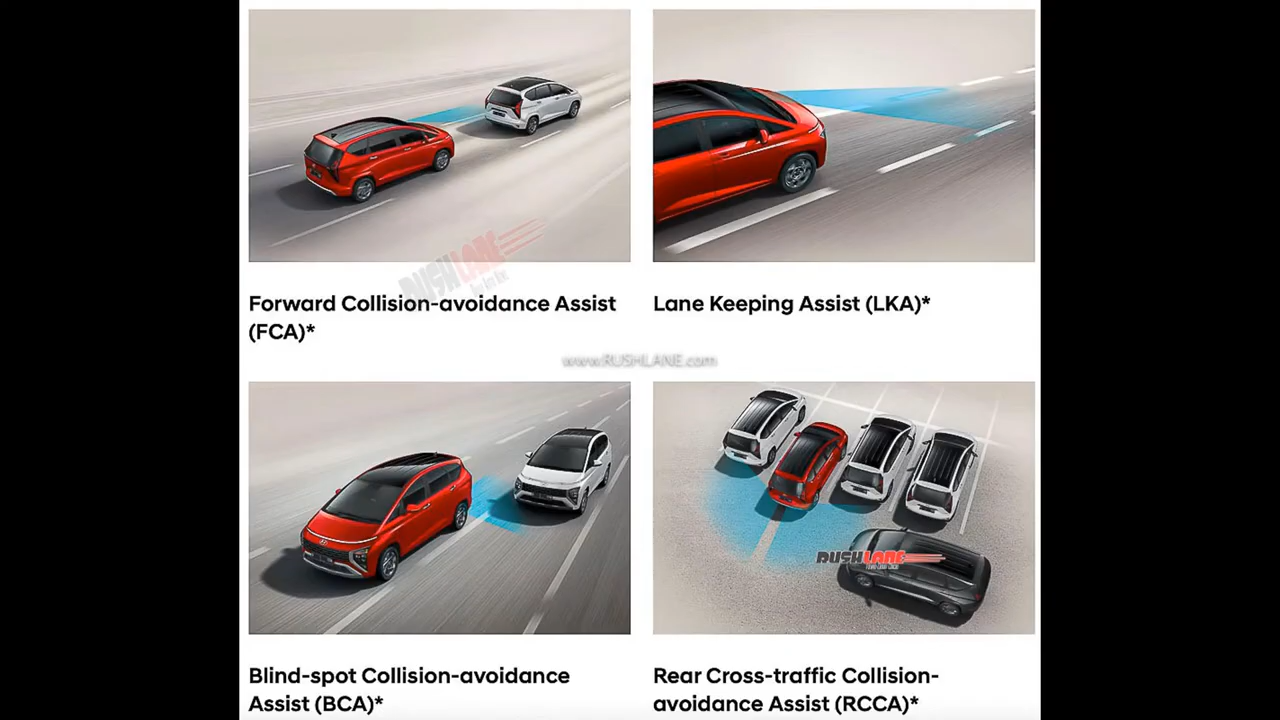 RUSHLANE
Forward Collision-avoidance Assist
(FCA)*
Lane Keeping Assist (LKA)*
www.RUSHLANE.com
RUSHLANE
Blind-spot Collision-avoidance
Assist (BCA)*
Rear Cross-traffic Collision-
avoidance Assist (RCCA)*